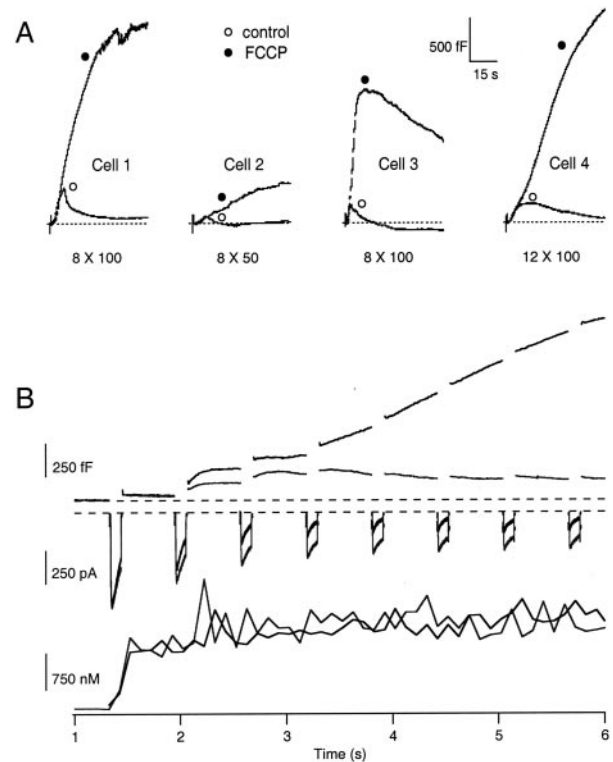 A
control
FCCP
500 fF
15 s
Cell 1
Cell 2
Cell 3
Cell 4
8 X 100
8 X 50
8 X 100
12 X 100
B
250 fF
250 pA
750 nM
1
2
3
4
5
6
Time (s)